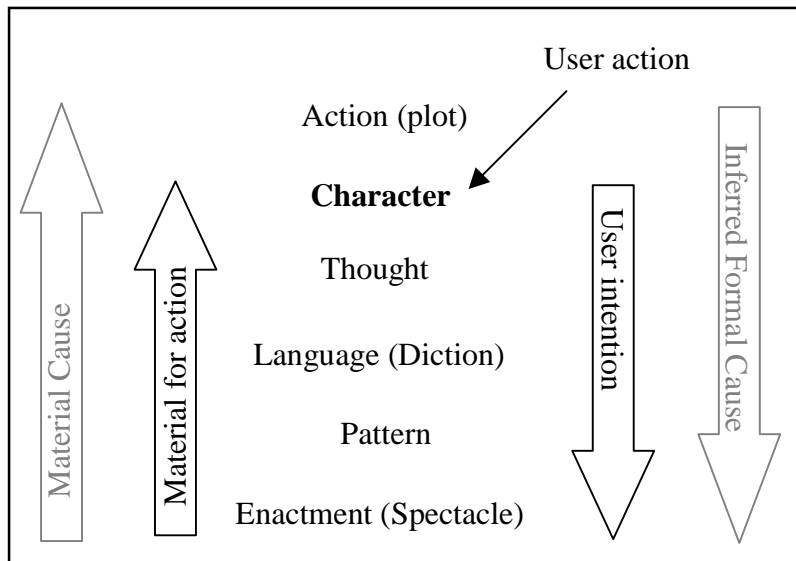 User action
Action (plot)
Character
Thought
Language (Diction)
Pattern
Enactment (Spectacle)
Material Cause
Material for action
User intention
Inferred Formal Cause